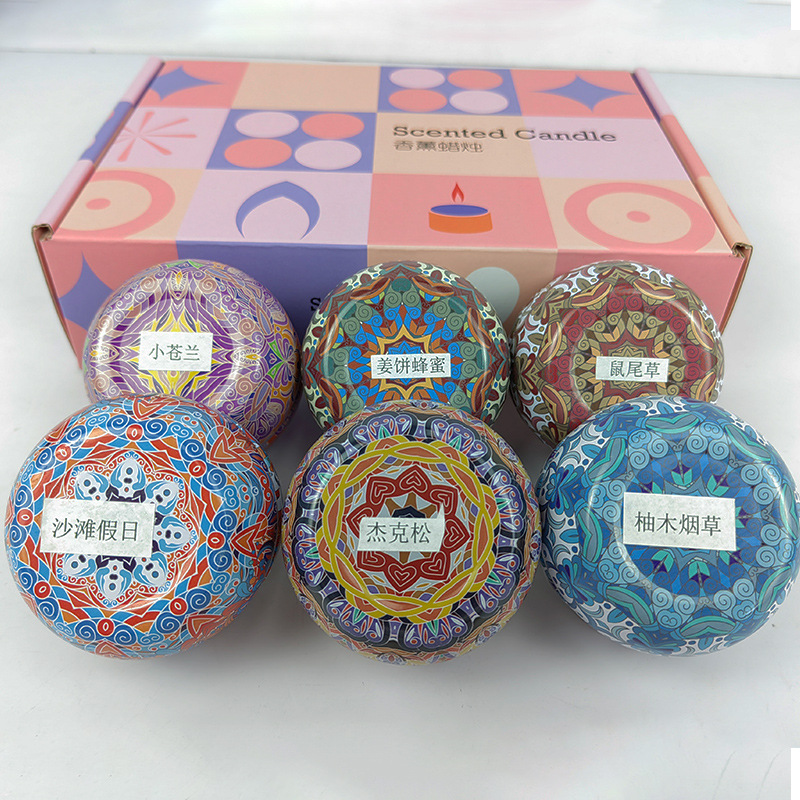 Scented Candle
香薰蜡烛
S
小苍兰
姜饼蜂蜜
鼠尾草
沙滩假日
杰克松
柚木烟草